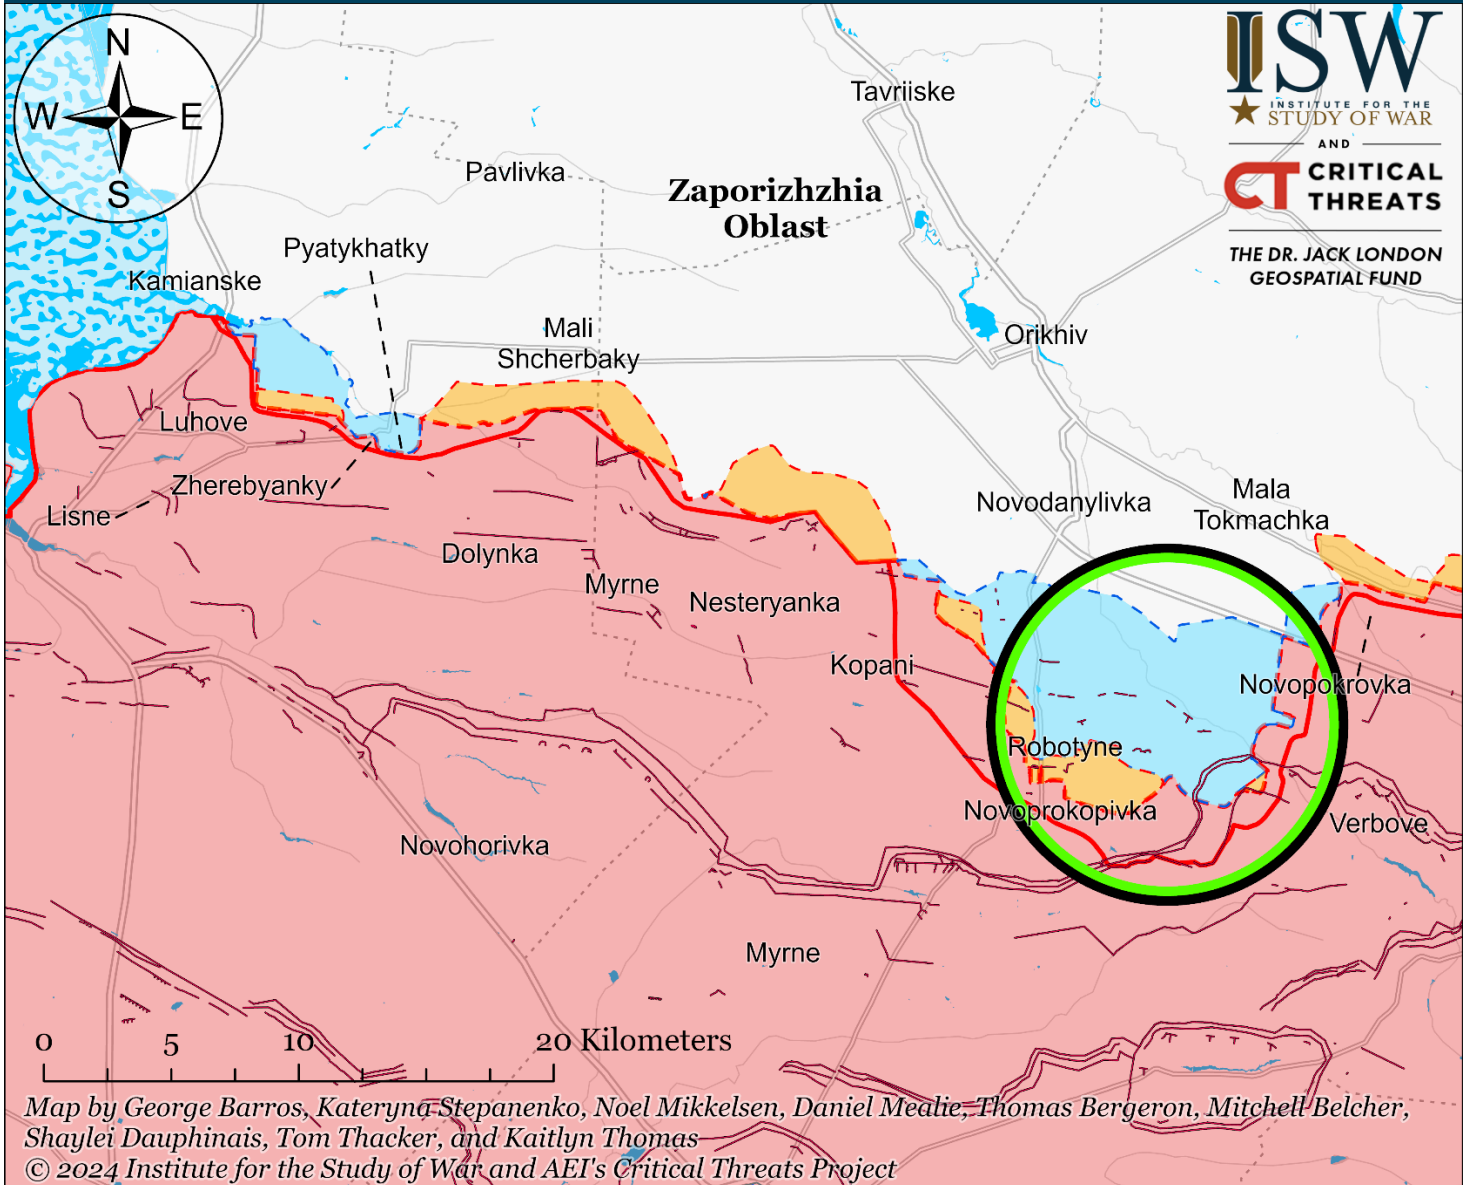 N
W
E
S
ISW
INSTITUTE FOR THE
STUDY OF WAR
AND
CT CRITICAL
THREATS
THE DR. JACK LONDON
GEOSPATIAL FUND
Tavriiske
Pavlivka
Zaporizhzhia
Oblast
Pyatykhatky
Kamianske
Mali
Shcherbaky
Orikhiv
Luhove
Zherebyanky
Lisne
Novodanylivka
Mala
Tokmachka
Dolynka
Myrne
Nesteryanka
Kopani
Novopokrovka
Robotyne
Novoprokopivka
Verbove
Novohorivka
Myrne
0 5 10 20 Kilometers
Map by George Barros, Kateryna Stepanenko, Noel Mikkelsen, Daniel Mealie, Thomas Bergeron, Mitchell Belcher,
Shaylei Dauphinais, Tom Thacker, and Kaitlyn Thomas
© 2024 Institute for the Study of War and AEI's Critical Threats Project